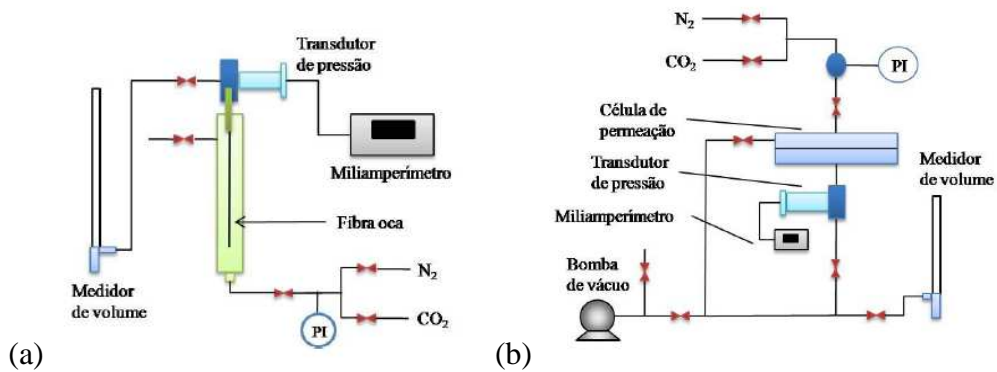 Transdutor
de pressão
Miliamperímetro
Fibra oca
Medidor
de volume
N₂
CO₂
PI
(a)
N₂
CO₂
PI
Célula de
permeação
Transdutor
de pressão
Medidor
de volume
Miliamperímetro
Bomba
de vácuo
(b)